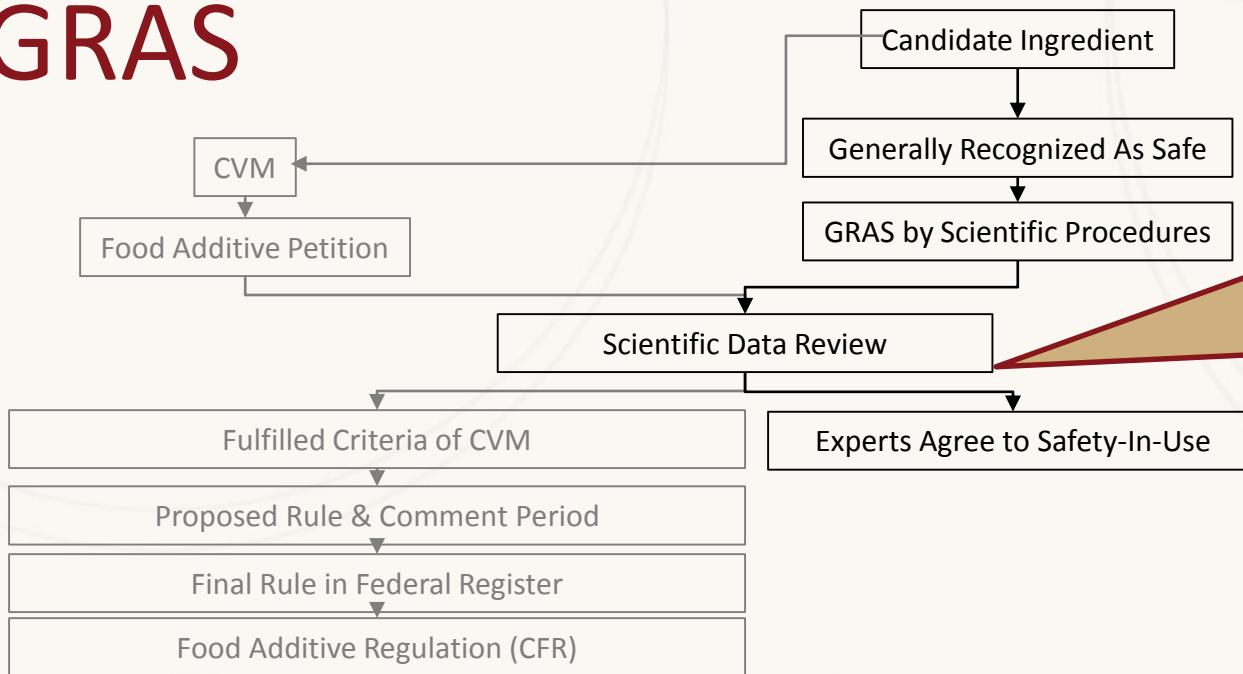 GRAS
Candidate Ingredient
Generally Recognized As Safe
CVM
GRAS by Scientific Procedures
Food Additive Petition
Scientific Data Review
Fulfilled Criteria of CVM
Experts Agree to Safety-In-Use
Proposed Rule & Comment Period
Final Rule in Federal Register
Food Additive Regulation (CFR)